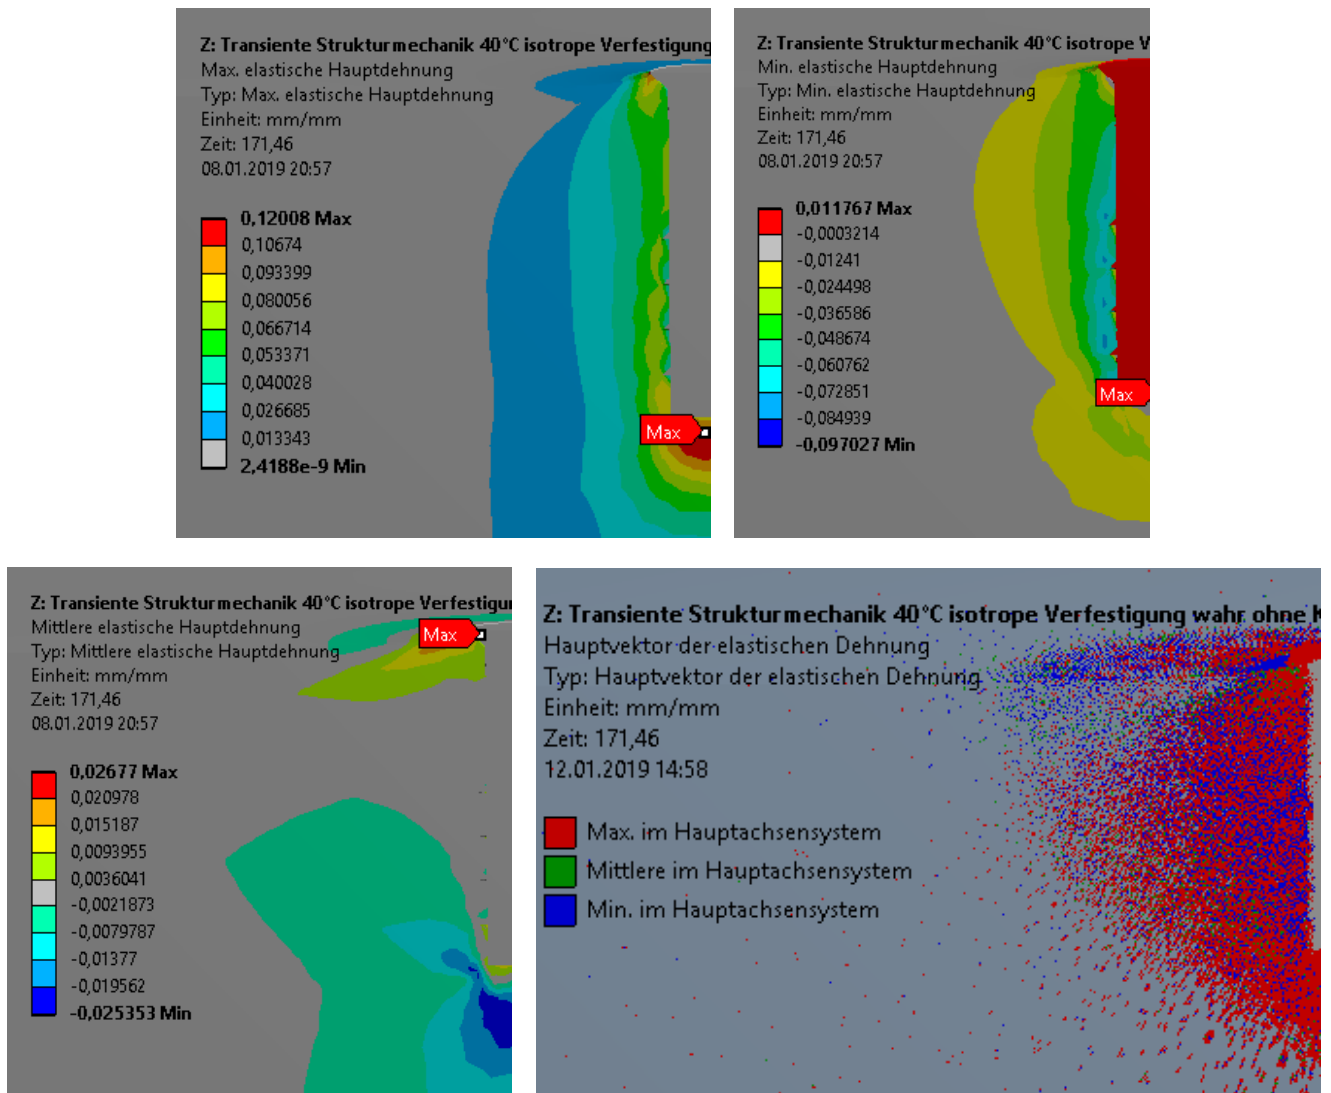 Z: Transiente Strukturmechanik 40°C isotrope Verfestigung
Max. elastische Hauptdehnung
Typ: Max. elastische Hauptdehnung
Einheit: mm/mm
Zeit: 171,46
08.01.2019 20:57
0,12008 Max
0,10674
0,093399
0,080056
0,066714
0,053371
0,040028
0,026685
0,013343
2,4188e-9 Min
Max
Z: Transiente Strukturmechanik 40°C isotrope V
Min. elastische Hauptdehnung
Typ: Min. elastische Hauptdehnung
Einheit: mm/mm
Zeit: 171,46
08.01.2019 20:57
0,011767 Max
-0,0003214
-0,01241
-0,024498
-0,036586
-0,048674
-0,060762
-0,072851
-0,084939
-0,097027 Min
Max
Z: Transiente Strukturmechanik 40°C isotrope Verfestigu
Mittlere elastische Hauptdehnung
Typ: Mittlere elastische Hauptdehnung
Einheit: mm/mm
Zeit: 171,46
08.01.2019 20:57
0,02677 Max
0,020978
0,015187
0,0093955
0,0036041
-0,0021873
-0,0079787
-0,01377
-0,019562
-0,025353 Min
Max
Z: Transiente Strukturmechanik 40°C isotrope Verfestigung wahr ohne K
Hauptvektor der elastischen Dehnung
Typ: Hauptvektor der elastischen Dehnung
Einheit: mm/mm
Zeit: 171,46
12.01.2019 14:58
Max. im Hauptachsensystem
Mittlere im Hauptachsensystem
Min. im Hauptachsensystem